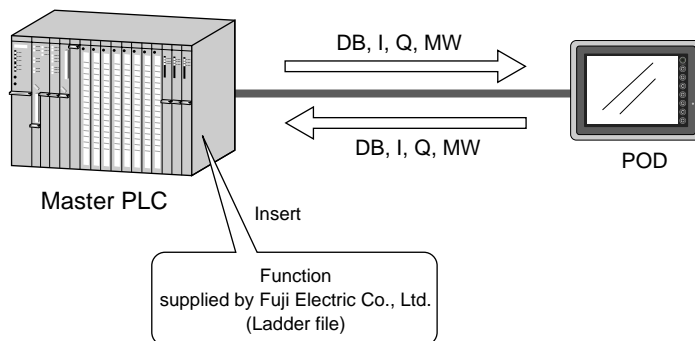 DB, I, Q, MW
DB, I, Q, MW
POD
Master PLC
Insert
Function
supplied by Fuji Electric Co., Ltd.
(Ladder file)